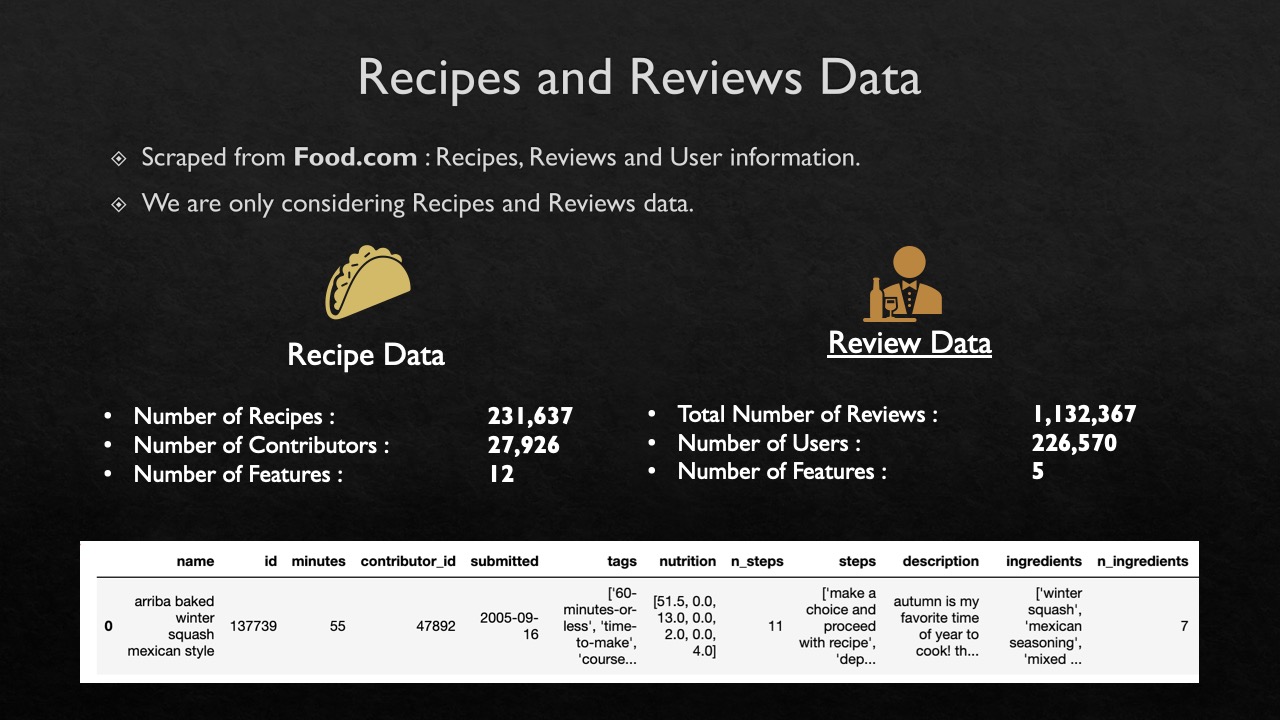 Recipes and Reviews Data
Scraped from Food.com : Recipes, Reviews and User information.
We are only considering Recipes and Reviews data.
Recipe Data
• Number of Recipes : 231,637
• Number of Contributors : 27,926
• Number of Features : 12
Review Data
• Total Number of Reviews : 1,132,367
• Number of Users : 226,570
• Number of Features : 5
name id minutes contributor_id submitted tags nutrition n_steps steps description ingredients n_ingredients
0
arriba baked
winter
squash
mexican style
137739
55
47892
2005-09-
16
['60-
minutes-or-
less', 'time-
to-make',
'course...
[51.5, 0.0,
13.0, 0.0,
2.0, 0.0,
4.0]
11
['make a
choice and
proceed
with recipe',
'dep...
autumn is my
favorite time
of year to
cook! th...
['winter
squash',
'mexican
seasoning',
'mixed ...
7